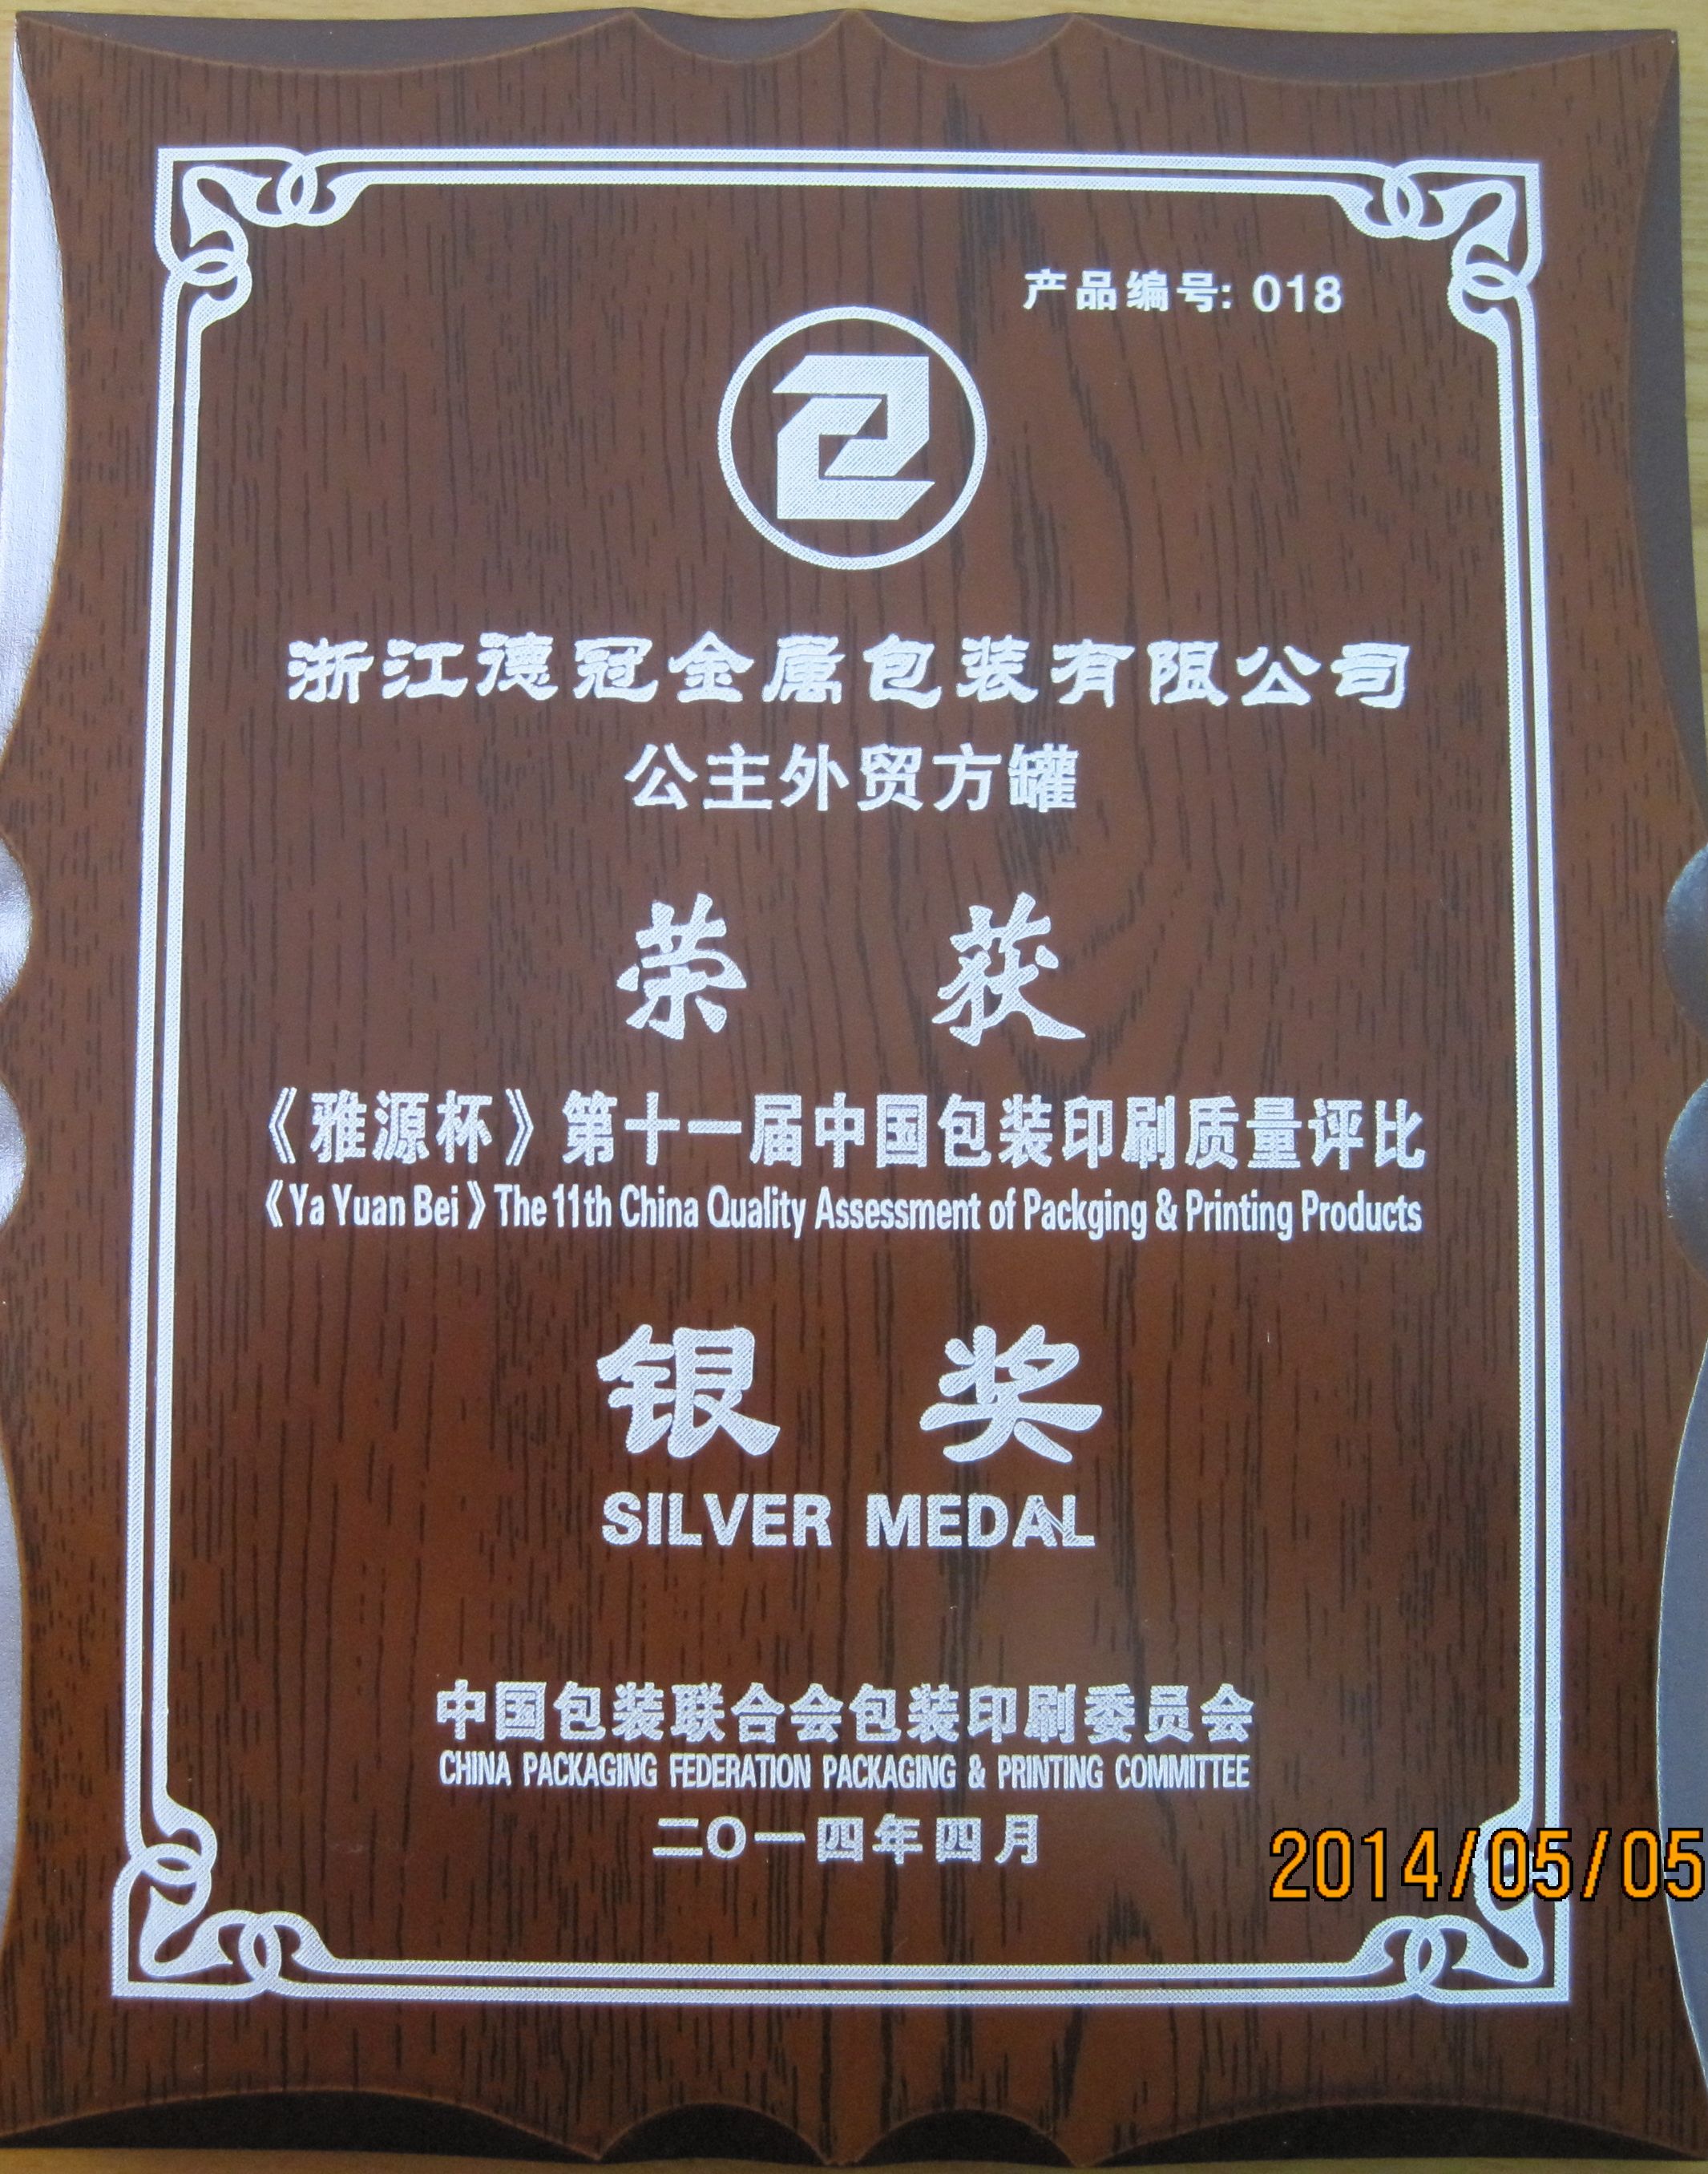 产品编号: 018
浙江德冠金属包装有限公司
公主外贸方罐
荣 获
《雅源杯》第十一届中国包装印刷质量评比
《Ya Yuan Bei》The 11th China Quality Assessment of Packging & Printing Products
银 奖
SILVER MEDAL
中国包装联合会包装印刷委员会
CHINA PACKAGING FEDERATION PACKAGING & PRINTING COMMITTEE
二O一四年四月
2014/05/05